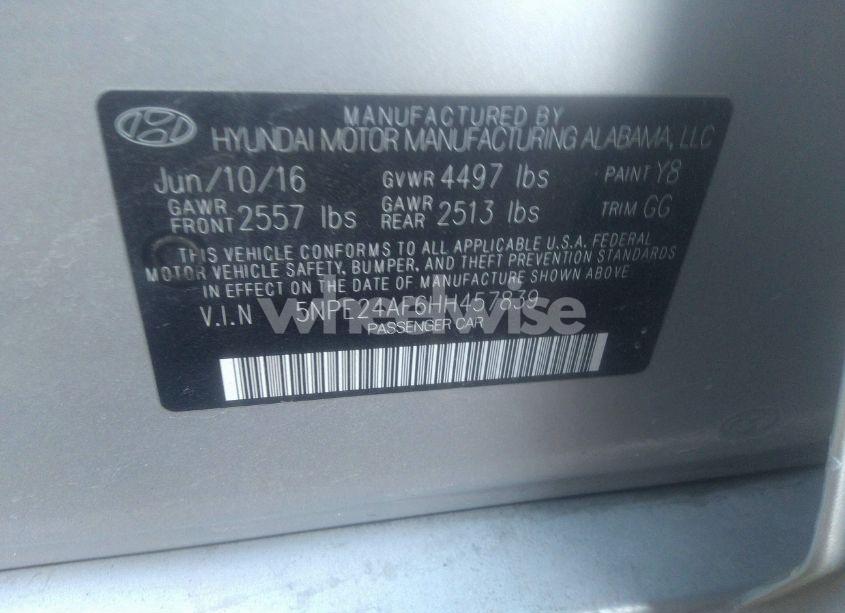 MANUFACTURED BY
HYUNDAI MOTOR MANUFACTURING ALABAMA, LLC
Jun/10/16 GVWR 4497 lbs PAINT Y8
GAWR FRONT 2557 lbs GAWR REAR 2513 lbs TRIM GG
THIS VEHICLE CONFORMS TO ALL APPLICABLE U.S.A. FEDERAL
MOTOR VEHICLE SAFETY, BUMPER, AND THEFT PREVENTION STANDARDS
IN EFFECT ON THE DATE OF MANUFACTURE SHOWN ABOVE
V.I.N 5NPE24AF6HH457839
wheelwise
PASSENGER CAR